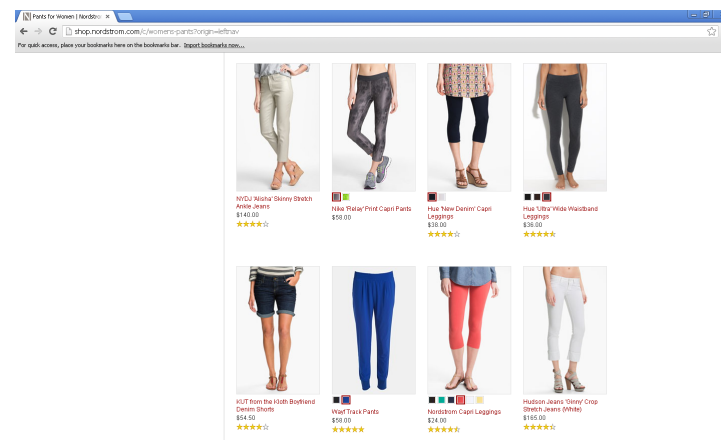 Pants for Women | Nordstro
shop.nordstrom.com/c/womens-pants?origin=leftnav
For quick access, place your bookmarks here on the bookmarks bar. Import bookmarks now...
NYDJ 'Alisha' Skinny Stretch
Ankle Jeans
$140.00
Nike 'Relay' Print Capri Pants
$58.00
Hue 'New Denim' Capri
Leggings
$38.00
Hue 'Ultra' Wide Waistband
Leggings
$36.00
KUT from the Kloth Boyfriend
Denim Shorts
$54.50
Wayf Track Pants
$58.00
Nordstrom Capri Leggings
$24.00
Hudson Jeans 'Ginny' Crop
Stretch Jeans (White)
$165.00